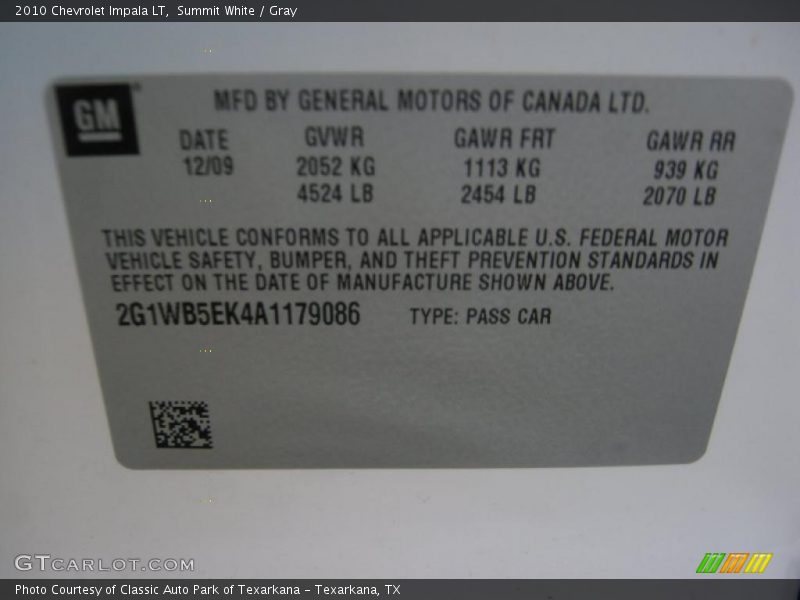 2010 Chevrolet Impala LT, Summit White / Gray
GM
MFD BY GENERAL MOTORS OF CANADA LTD.
DATE GVWR GAWR FRT GAWR RR
12/09 2052 KG 1113 KG 939 KG
4524 LB 2454 LB 2070 LB
THIS VEHICLE CONFORMS TO ALL APPLICABLE U.S. FEDERAL MOTOR
VEHICLE SAFETY, BUMPER, AND THEFT PREVENTION STANDARDS IN
EFFECT ON THE DATE OF MANUFACTURE SHOWN ABOVE.
2G1WB5EK4A1179086 TYPE: PASS CAR
GTCARLOT.COM
Photo Courtesy of Classic Auto Park of Texarkana - Texarkana, TX